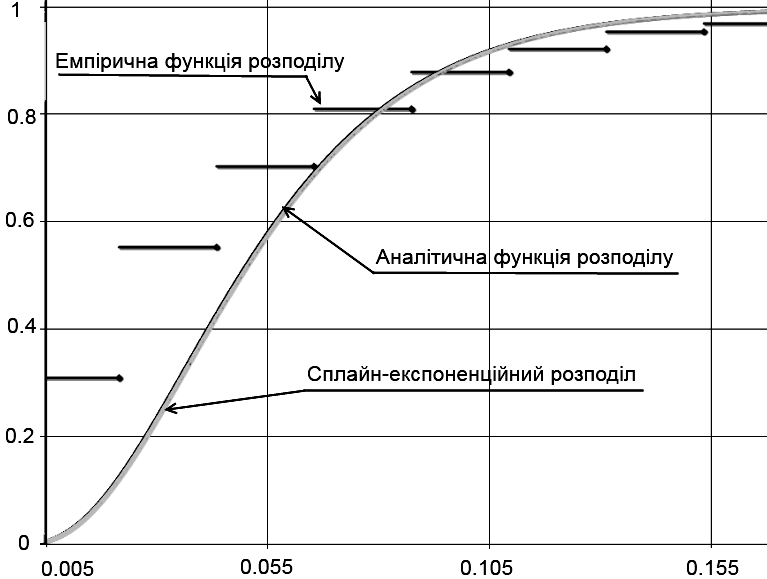 1
Емпірична функція розподілу
0.8
0.6
Аналітична функція розподілу
0.4
Сплайн-експоненційний розподіл
0.2
0
0.005 0.055 0.105 0.155